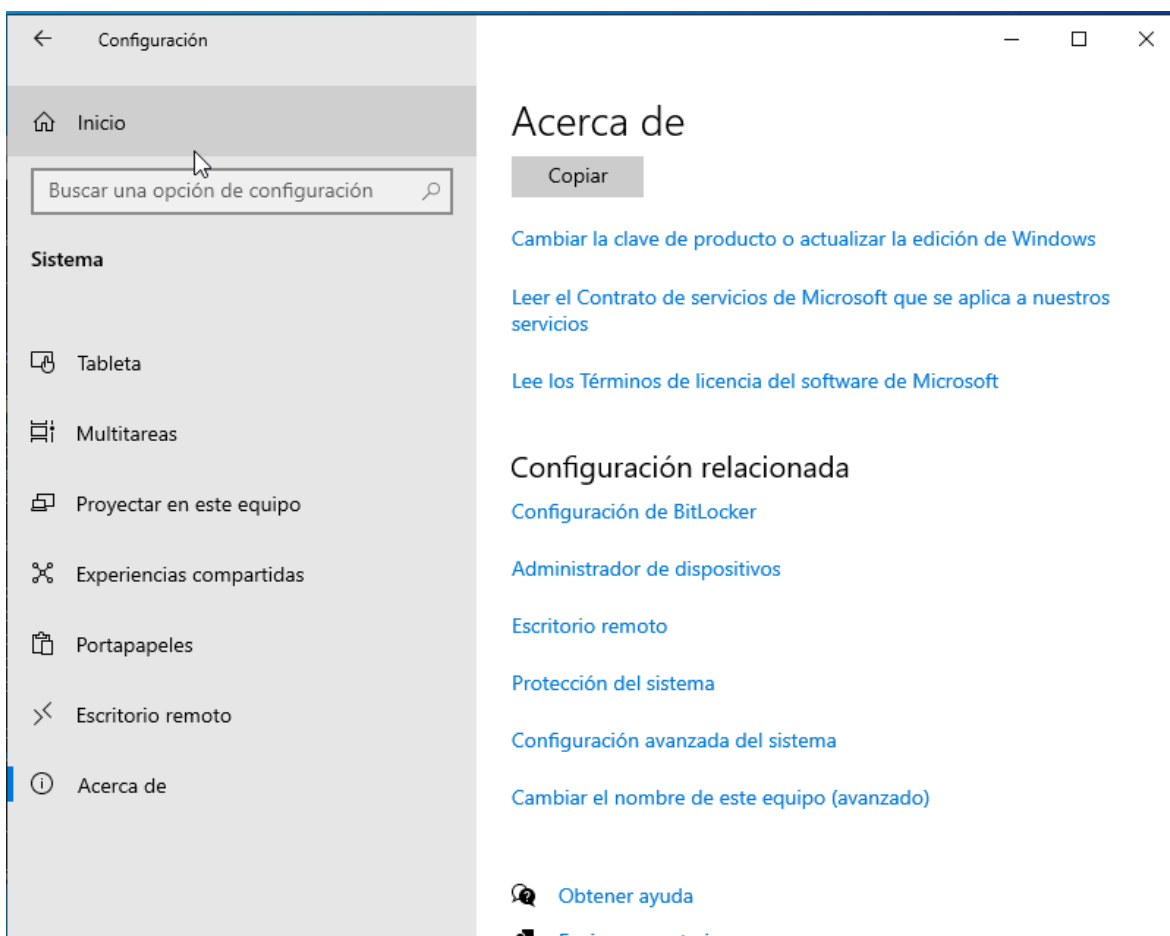 Configuración
Inicio
Buscar una opción de configuración
Sistema
Tableta
Multitareas
Proyectar en este equipo
Experiencias compartidas
Portapapeles
Escritorio remoto
Acerca de
Acerca de
Copiar
Cambiar la clave de producto o actualizar la edición de Windows
Leer el Contrato de servicios de Microsoft que se aplica a nuestros
servicios
Lee los Términos de licencia del software de Microsoft
Configuración relacionada
Configuración de BitLocker
Administrador de dispositivos
Escritorio remoto
Protección del sistema
Configuración avanzada del sistema
Cambiar el nombre de este equipo (avanzado)
Obtener ayuda